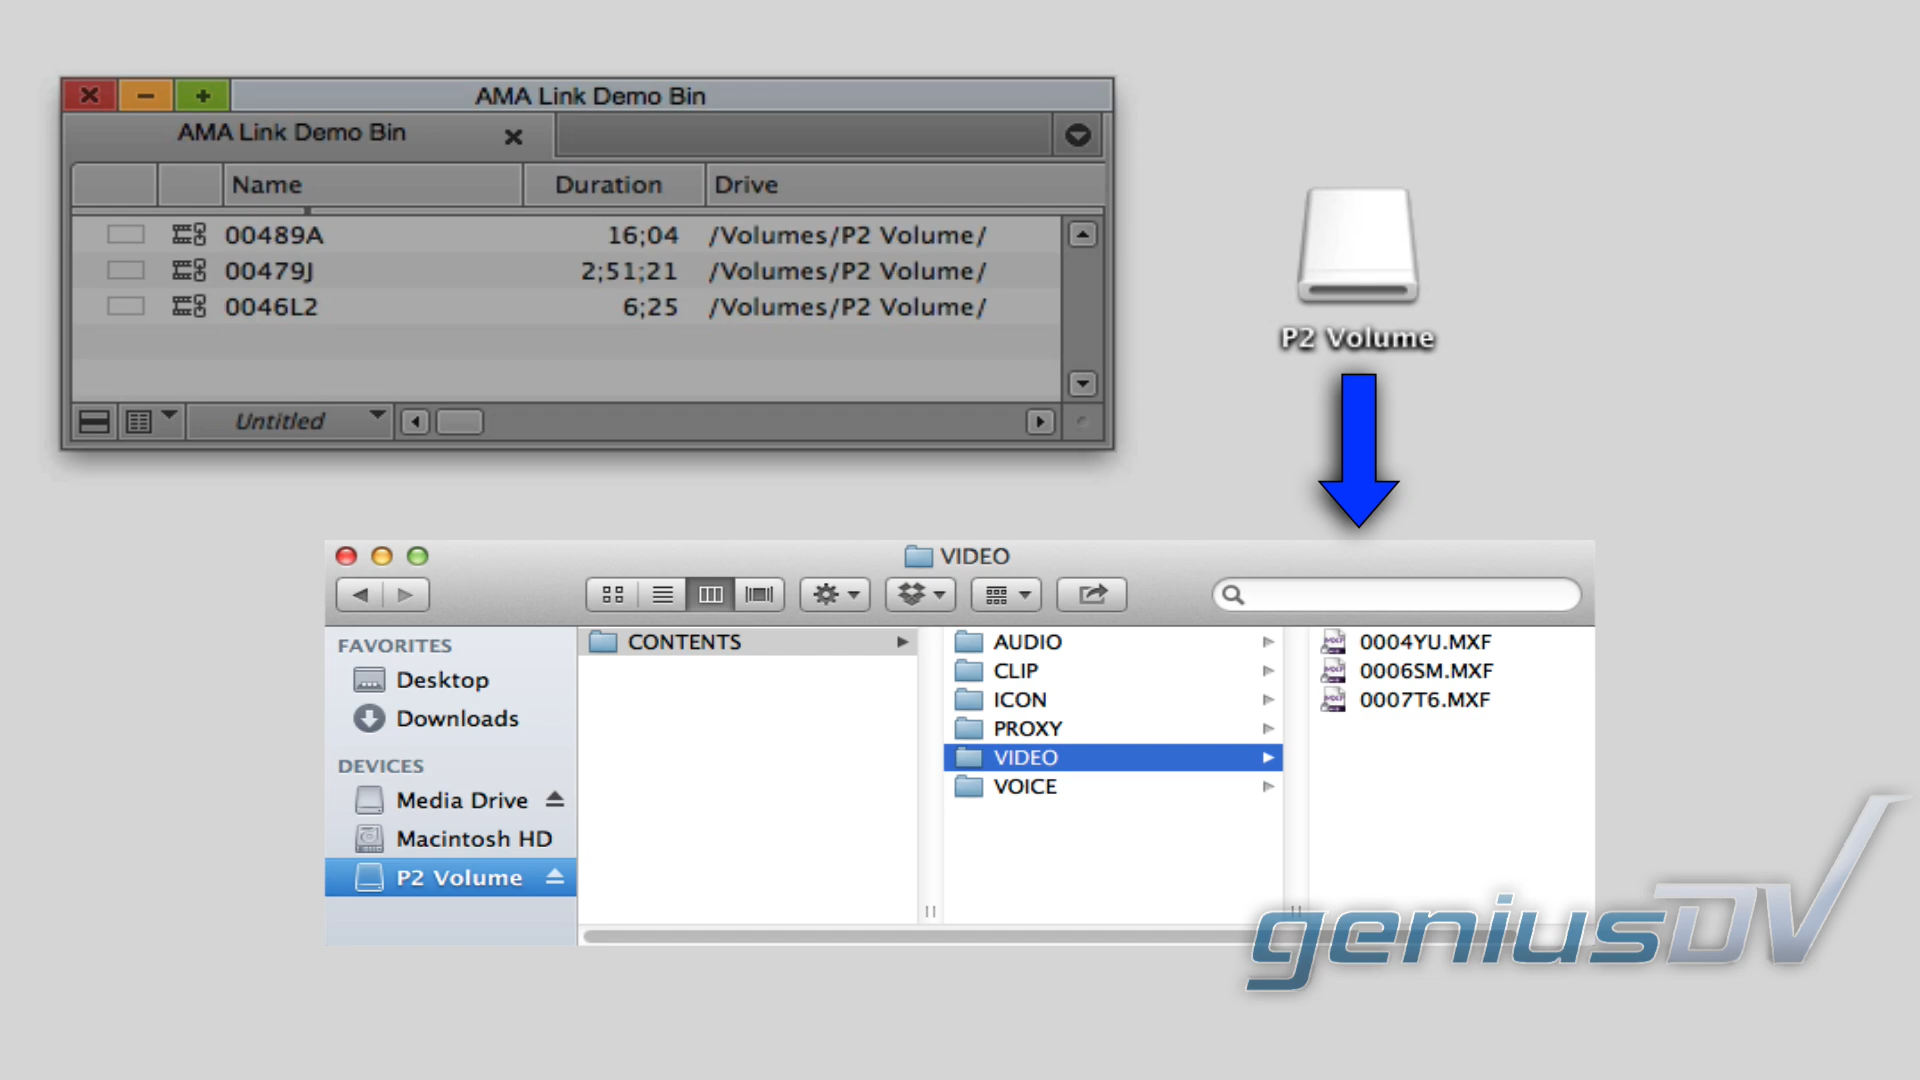 AMA Link Demo Bin
AMA Link Demo Bin
Name Duration Drive
00489A 16;04 /Volumes/P2 Volume/
00479J 2;51;21 /Volumes/P2 Volume/
0046L2 6;25 /Volumes/P2 Volume/
Untitled
P2 Volume
VIDEO
FAVORITES
Desktop
Downloads
DEVICES
Media Drive
Macintosh HD
P2 Volume
CONTENTS
AUDIO
CLIP
ICON
PROXY
VIDEO
VOICE
0004YU.MXF
0006SM.MXF
0007T6.MXF
geniusDV